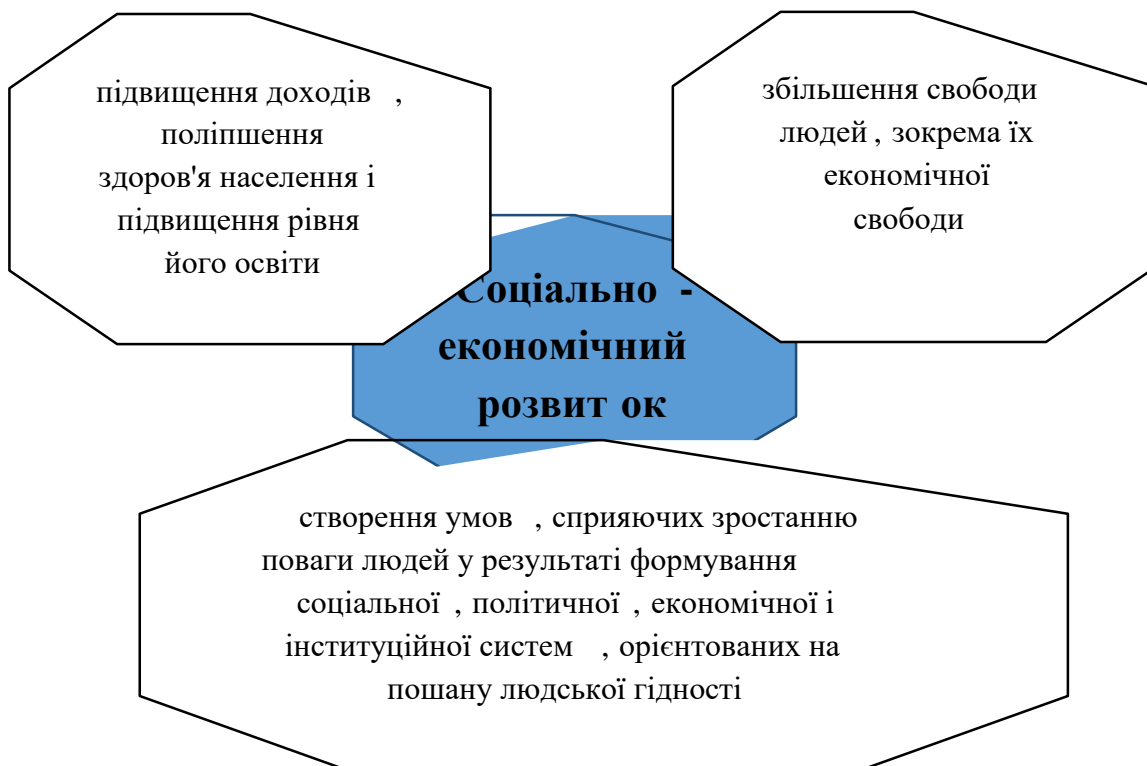 підвищення доходів ,
поліпшення
здоров'я населення і
підвищення рівня
його освіти
збільшення свободи
людей , зокрема їх
економічної
свободи
Соціально -
економічний
розвит ок
створення умов , сприяючих зростанню
поваги людей у результаті формування
соціальної , політичної , економічної і
інституційної систем , орієнтованих на
пошану людської гідності